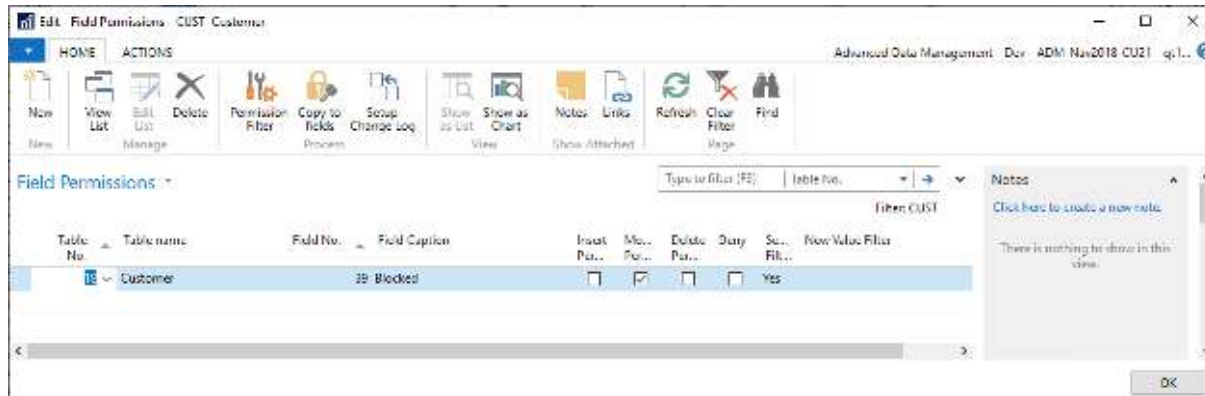 Edit - Field Permissions - CUST Customer
HOME ACTIONS
Advanced Data Management - Dev - ADM_Nav2018-CU21
New
View List
Edit List
Delete
Permission Filter
Copy to fields
Setup Change Log
Show as List
Show as Chart
Notes
Links
Refresh
Clear Filter
Find
New
Manage
Process
View
Show Attached
Page
Field Permissions
Type to filter (F3)
Table No.
Filter: CUST
Table No.
Table name
Field No.
Field Caption
Insert Per...
Mo... Per...
Delete Per...
Deny
Se... Filt...
New Value Filter
18 Customer 39 Blocked Yes
Notes
Click here to create a new note.
There is nothing to show in this view.
OK